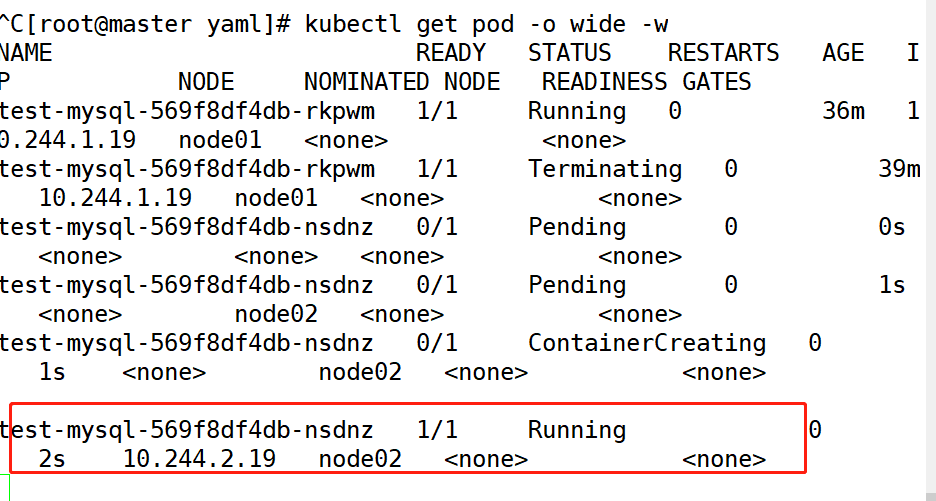 ^C[root@master yaml]# kubectl get pod -o wide -w
NAME                          READY   STATUS    RESTARTS   AGE   I
P            NODE     NOMINATED NODE   READINESS GATES
test-mysql-569f8df4db-rkpwm   1/1     Running   0          36m   1
0.244.1.19   node01   <none>           <none>
test-mysql-569f8df4db-rkpwm   1/1     Terminating   0          39m
   10.244.1.19   node01   <none>           <none>
test-mysql-569f8df4db-nsdnz   0/1     Pending       0          0s
   <none>        <none>   <none>           <none>
test-mysql-569f8df4db-nsdnz   0/1     Pending       0          1s
   <none>        node02   <none>           <none>
test-mysql-569f8df4db-nsdnz   0/1     ContainerCreating   0
   1s    <none>        node02   <none>           <none>
test-mysql-569f8df4db-nsdnz   1/1     Running             0
   2s    10.244.2.19   node02   <none>           <none>